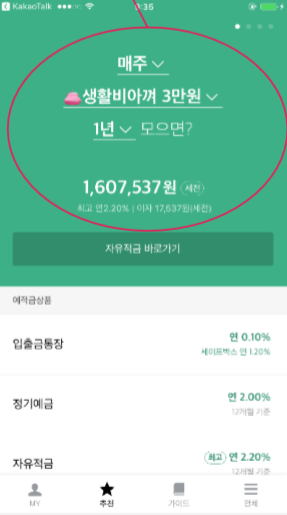 KakaoTalk
매주
생활비아껴 3만원
1년 모으면?
1,607,537원 세전
최고 연2.20% | 이자 17,537원(세전)
자유적금 바로가기
예적금상품
입출금통장
연 0.10%
세이프박스 연 1.20%
정기예금
연 2.00%
12개월 기준
자유적금
최고 연 2.20%
12개월 기준
MY 추천 가이드 전체